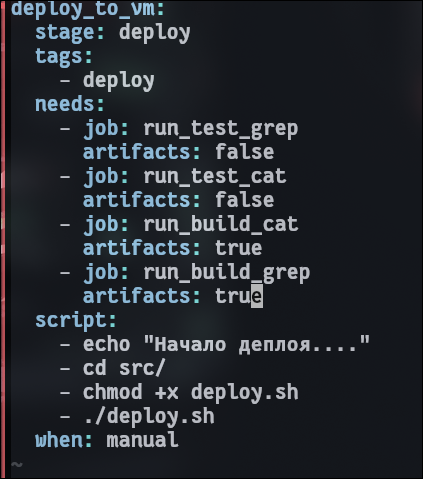 deploy_to_vm:
  stage: deploy
  tags:
    - deploy
  needs:
    - job: run_test_grep
      artifacts: false
    - job: run_test_cat
      artifacts: false
    - job: run_build_cat
      artifacts: true
    - job: run_build_grep
      artifacts: true
  script:
    - echo "Начало деплоя...."
    - cd src/
    - chmod +x deploy.sh
    - ./deploy.sh
  when: manual
~